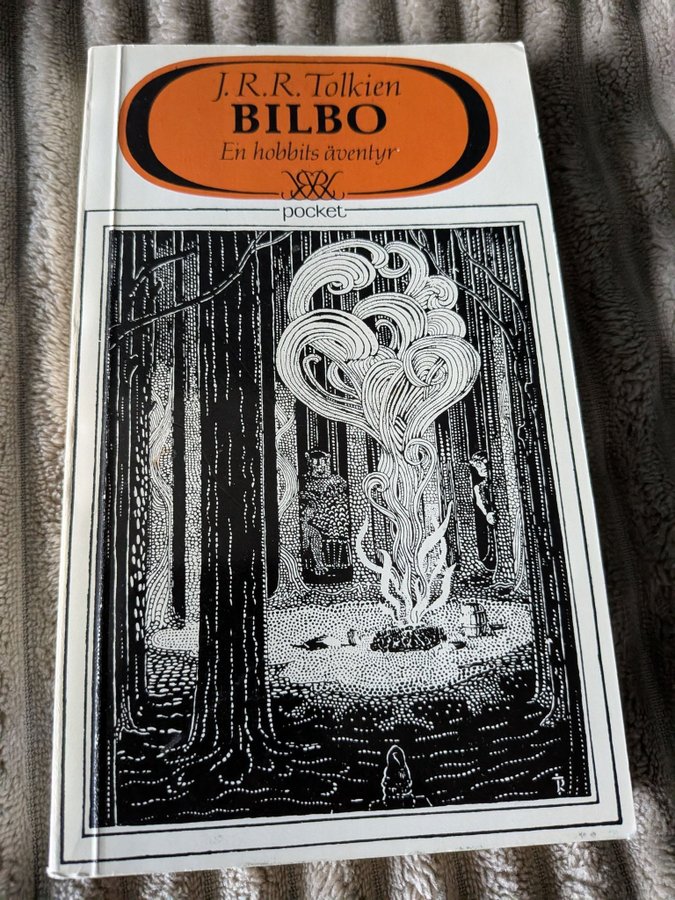 J.R.R. Tolkien
BILBO
En hobbits äventyr
pocket